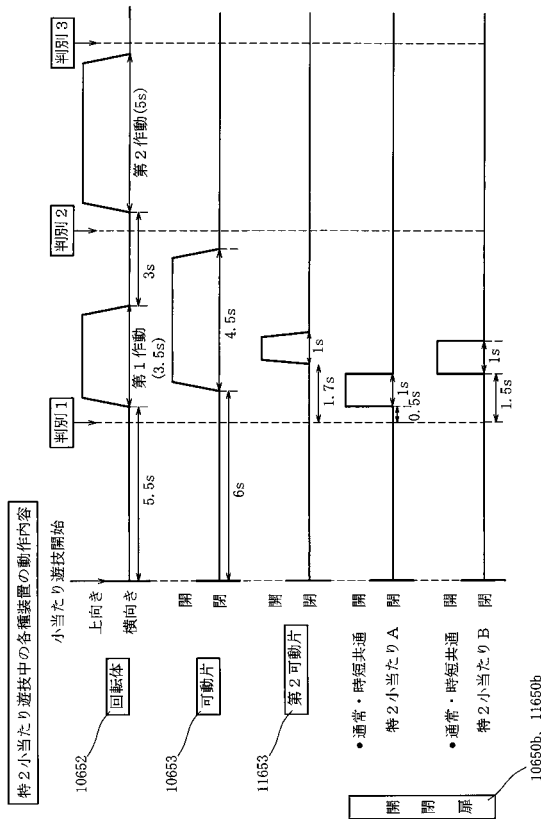 特2小当たり遊技中の各種装置の動作内容
小当たり遊技開始
判別1
判別2
判別3
10652
回転体
上向き
横向き
5.5s
第1作動
(3.5s)
3s
第2作動(5s)
10653
可動片
開
閉
6s
4.5s
11653
第2可動片
開
閉
1.7s
1s
●通常・時短共通
特2小当たりA
開
閉
0.5s
1s
●通常・時短共通
特2小当たりB
開
閉
1.5s
1s
開閉扉
10650b、11650b